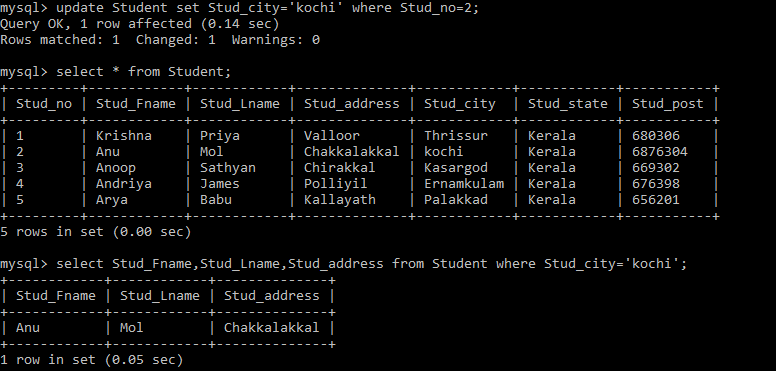 mysql> update Student set Stud_city='kochi' where Stud_no=2;
Query OK, 1 row affected (0.14 sec)
Rows matched: 1  Changed: 1  Warnings: 0
mysql> select * from Student;
+---------+------------+------------+--------------+------------+------------+-----------+
| Stud_no | Stud_Fname | Stud_Lname | Stud_address | Stud_city  | Stud_state | Stud_post |
+---------+------------+------------+--------------+------------+------------+-----------+
| 1       | Krishna    | Priya      | Valloor      | Thrissur   | Kerala     | 680306    |
| 2       | Anu        | Mol        | Chakkalakkal | kochi      | Kerala     | 6876304   |
| 3       | Anoop      | Sathyan    | Chirakkal    | Kasargod   | Kerala     | 669302    |
| 4       | Andriya    | James      | Polliyil     | Ernamkulam | Kerala     | 676398    |
| 5       | Arya       | Babu       | Kallayath    | Palakkad   | Kerala     | 656201    |
+---------+------------+------------+--------------+------------+------------+-----------+
5 rows in set (0.00 sec)
mysql> select Stud_Fname,Stud_Lname,Stud_address from Student where Stud_city='kochi';
+------------+------------+--------------+
| Stud_Fname | Stud_Lname | Stud_address |
+------------+------------+--------------+
| Anu        | Mol        | Chakkalakkal |
+------------+------------+--------------+
1 row in set (0.05 sec)